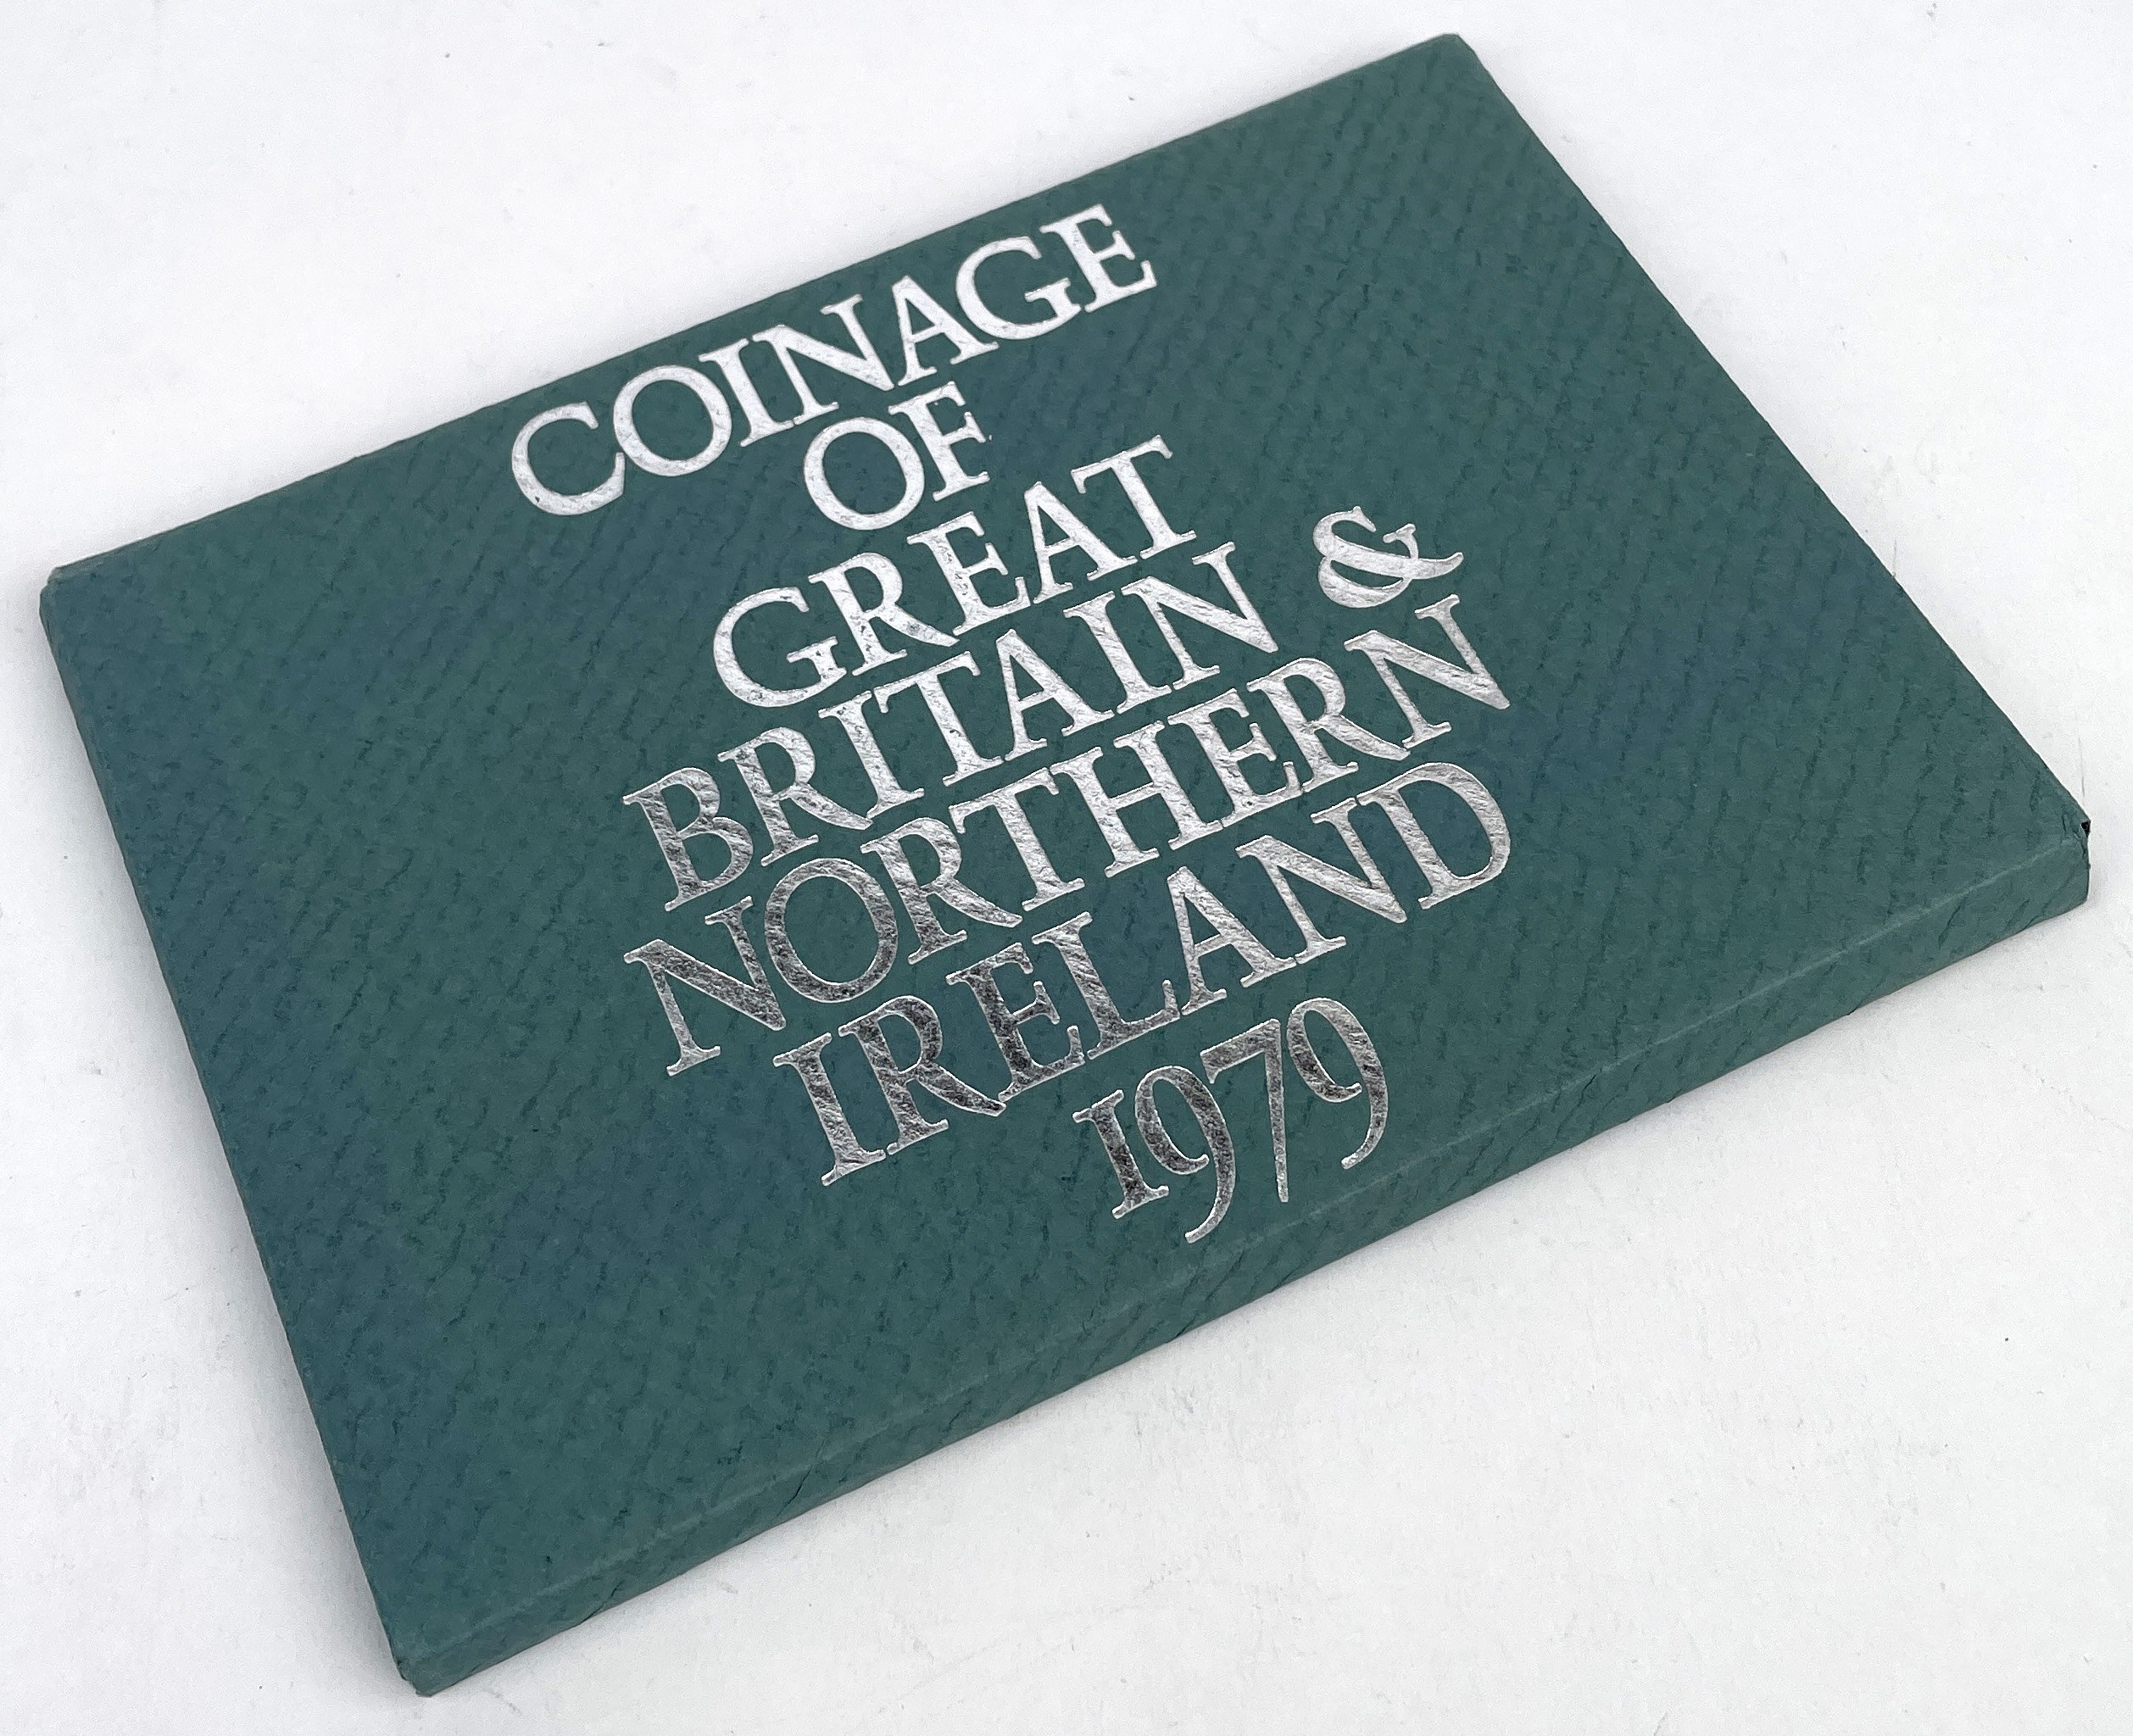 COINAGE
OF
GREAT
BRITAIN &
NORTHERN
IRELAND
1979